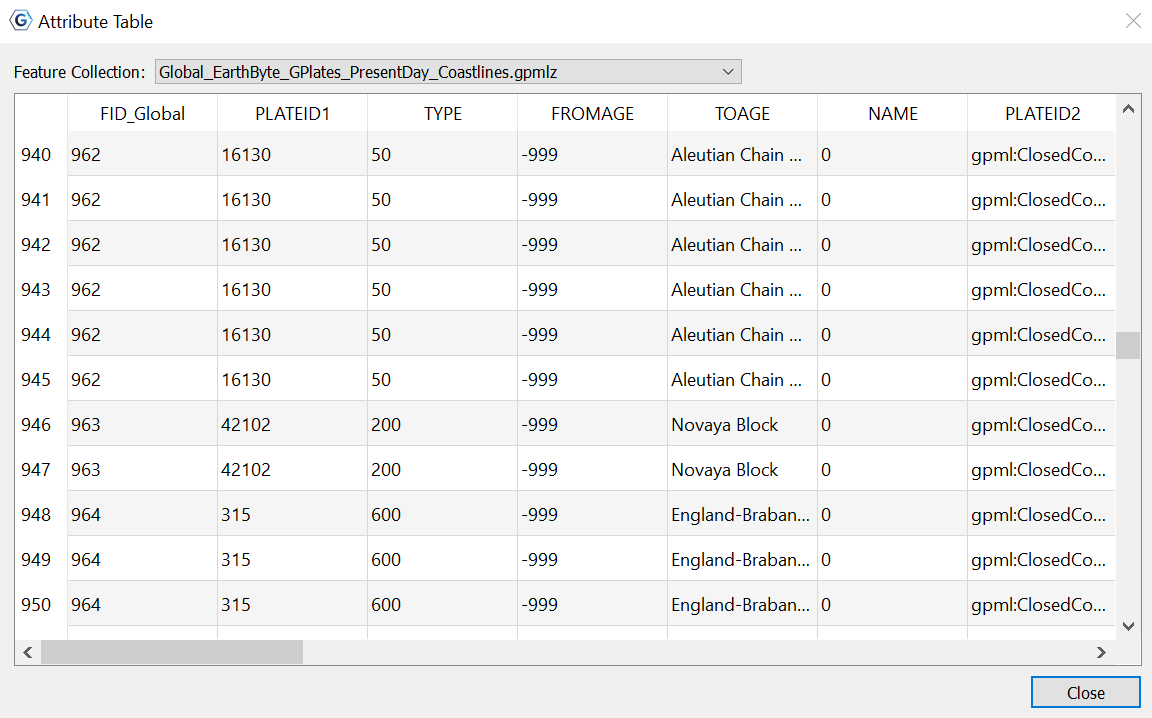 Attribute Table
Feature Collection: Global_EarthByte_GPlates_PresentDay_Coastlines.gpmlz
FID_Global PLATEID1 TYPE FROMAGE TOAGE NAME PLATEID2
940 962 16130 50 -999 Aleutian Chain ... 0 gpml:ClosedCo...
941 962 16130 50 -999 Aleutian Chain ... 0 gpml:ClosedCo...
942 962 16130 50 -999 Aleutian Chain ... 0 gpml:ClosedCo...
943 962 16130 50 -999 Aleutian Chain ... 0 gpml:ClosedCo...
944 962 16130 50 -999 Aleutian Chain ... 0 gpml:ClosedCo...
945 962 16130 50 -999 Aleutian Chain ... 0 gpml:ClosedCo...
946 963 42102 200 -999 Novaya Block 0 gpml:ClosedCo...
947 963 42102 200 -999 Novaya Block 0 gpml:ClosedCo...
948 964 315 600 -999 England-Braban... 0 gpml:ClosedCo...
949 964 315 600 -999 England-Braban... 0 gpml:ClosedCo...
950 964 315 600 -999 England-Braban... 0 gpml:ClosedCo...
Close